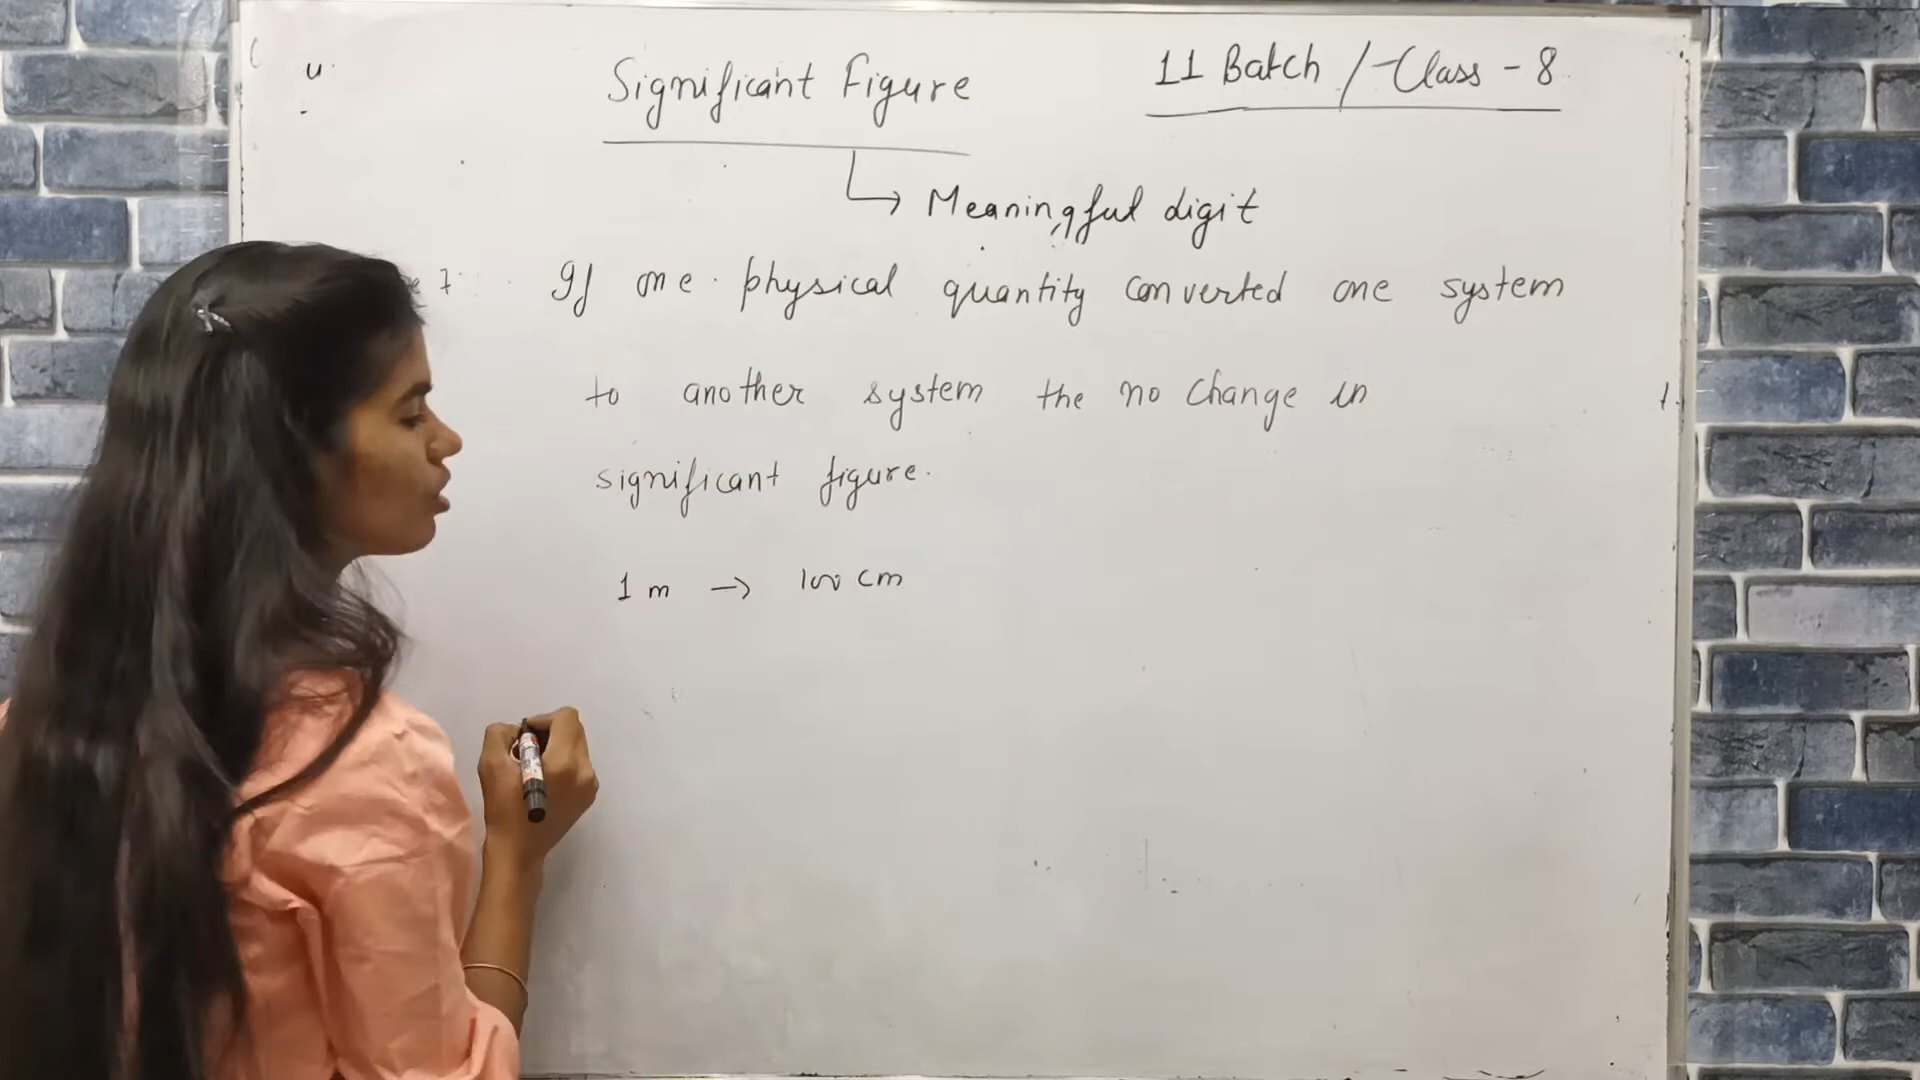 Significant Figure
11 Batch / Class - 8
→ Meaningful digit
7
If one physical quantity converted one system
to another system the no change in
significant figure.
1 m → 100 cm